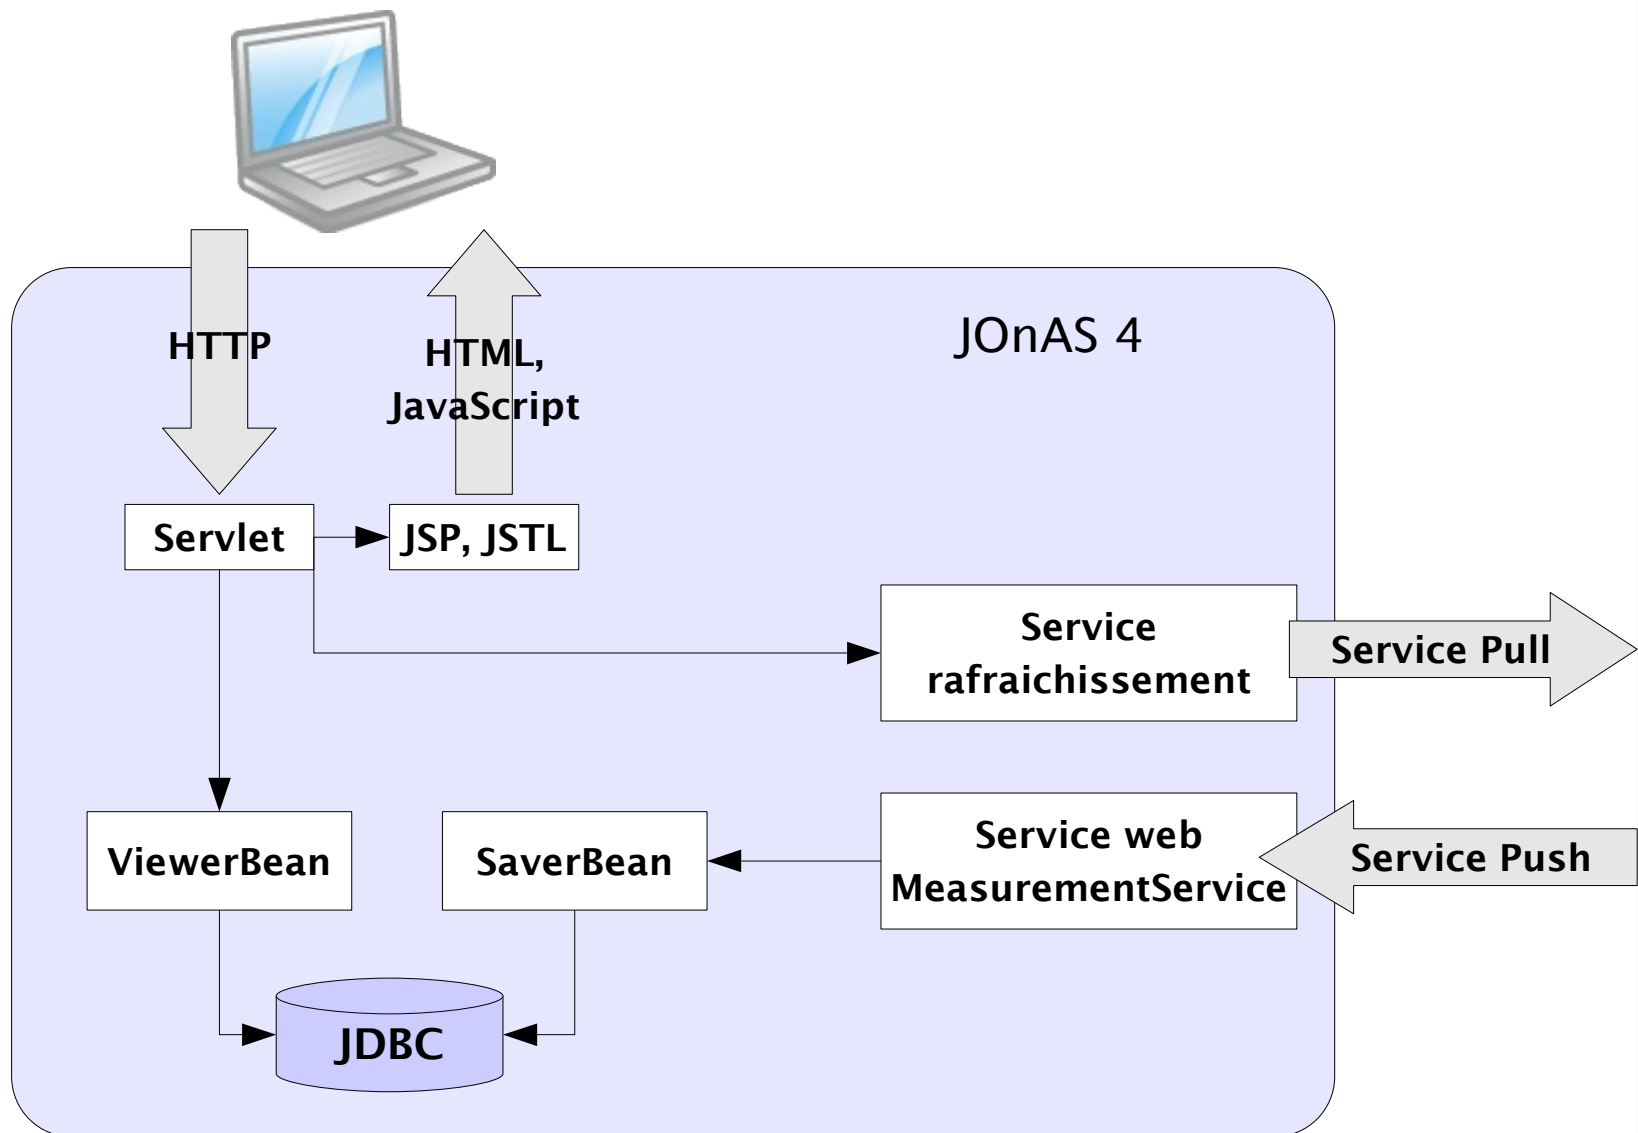 JOnAS 4
HTTP
HTML,
JavaScript
Servlet
JSP, JSTL
Service
rafraichissement
Service Pull
ViewerBean
SaverBean
Service web
MeasurementService
Service Push
JDBC